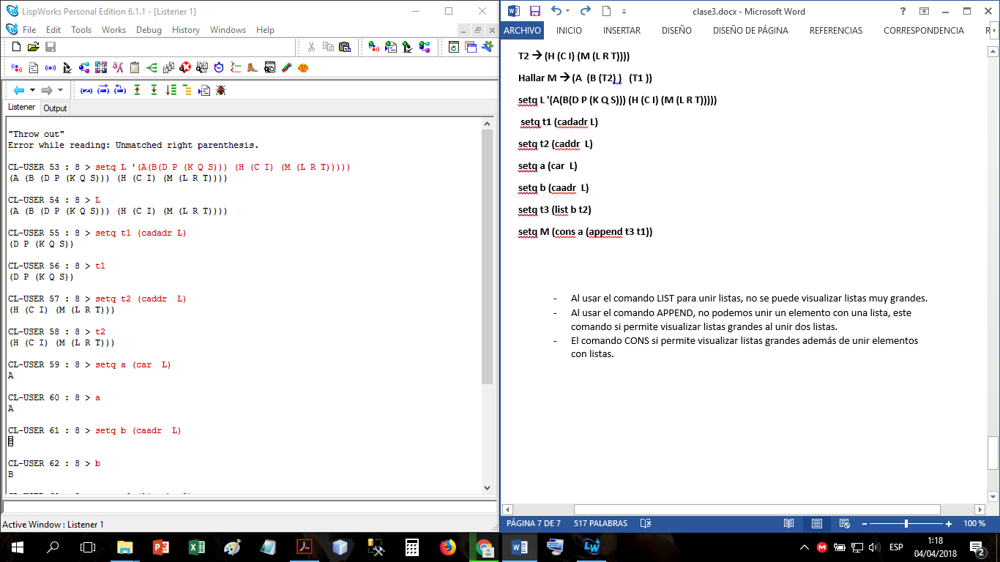 LispWorks Personal Edition 6.1.1 - [Listener 1]
File Edit Tools Works Debug History Windows Help
Listener Output
"Throw out"
Error while reading: Unmatched right parenthesis.
CL-USER 53 : 8 > setq L '(A(B(D P (K Q S))) (H (C I) (M (L R T)))))
(A (B (D P (K Q S))) (H (C I) (M (L R T))))
CL-USER 54 : 8 > L
(A (B (D P (K Q S))) (H (C I) (M (L R T))))
CL-USER 55 : 8 > setq t1 (cadadr L)
(D P (K Q S))
CL-USER 56 : 8 > t1
(D P (K Q S))
CL-USER 57 : 8 > setq t2 (caddr  L)
(H (C I) (M (L R T)))
CL-USER 58 : 8 > t2
(H (C I) (M (L R T)))
CL-USER 59 : 8 > setq a (car  L)
A
CL-USER 60 : 8 > a
A
CL-USER 61 : 8 > setq b (caadr  L)
B
CL-USER 62 : 8 > b
B
Active Window : Listener 1
clase3.docx - Microsoft Word
ARCHIVO INICIO INSERTAR DISEÑO DISEÑO DE PÁGINA REFERENCIAS CORRESPONDENCIA R
T2 → (H (C I) (M (L R T))))
Hallar M → (A  (B (T2) )   (T1 ))
setq L '(A(B(D P (K Q S))) (H (C I) (M (L R T)))))
setq t1 (cadadr L)
setq t2 (caddr  L)
setq a (car  L)
setq b (caadr  L)
setq t3 (list b t2)
setq M (cons a (append t3 t1))
- Al usar el comando LIST para unir listas, no se puede visualizar listas muy grandes.
- Al usar el comando APPEND, no podemos unir un elemento con una lista, este
comando si permite visualizar listas grandes al unir dos listas.
- El comando CONS si permite visualizar listas grandes además de unir elementos
con listas.
PÁGINA 7 DE 7 517 PALABRAS 100 %
ESP
1:18
04/04/2018
2